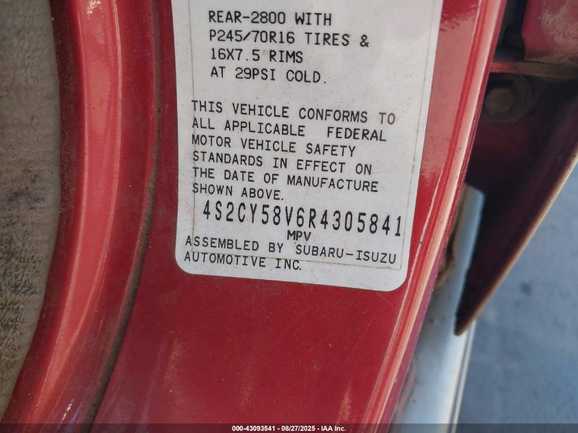 REAR-2800 WITH
P245/70R16 TIRES &
16X7.5 RIMS
AT 29PSI COLD.
THIS VEHICLE CONFORMS TO
ALL APPLICABLE FEDERAL
MOTOR VEHICLE SAFETY
STANDARDS IN EFFECT ON
THE DATE OF MANUFACTURE
SHOWN ABOVE.
4S2CY58V6R4305841
MPV
ASSEMBLED BY SUBARU-ISUZU
AUTOMOTIVE INC.
000-43093541 - 08/27/2025 - IAA Inc.